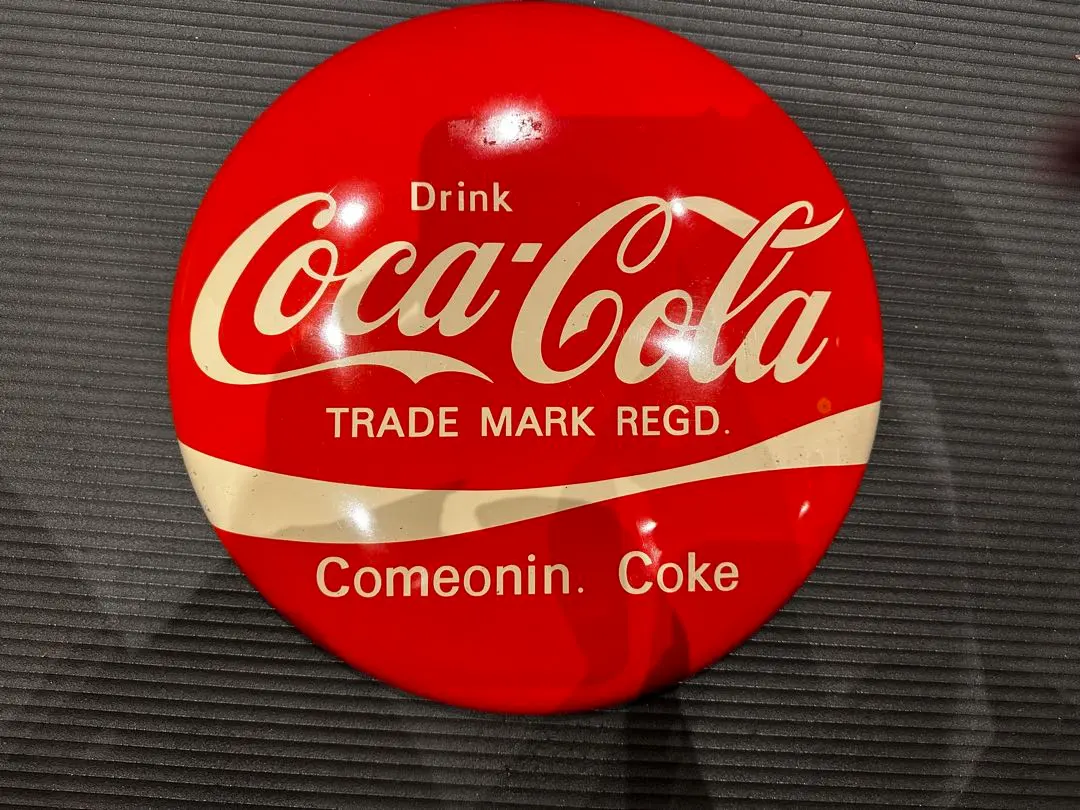 Drink
Coca-Cola
TRADE MARK REGD.
Comeonin. Coke